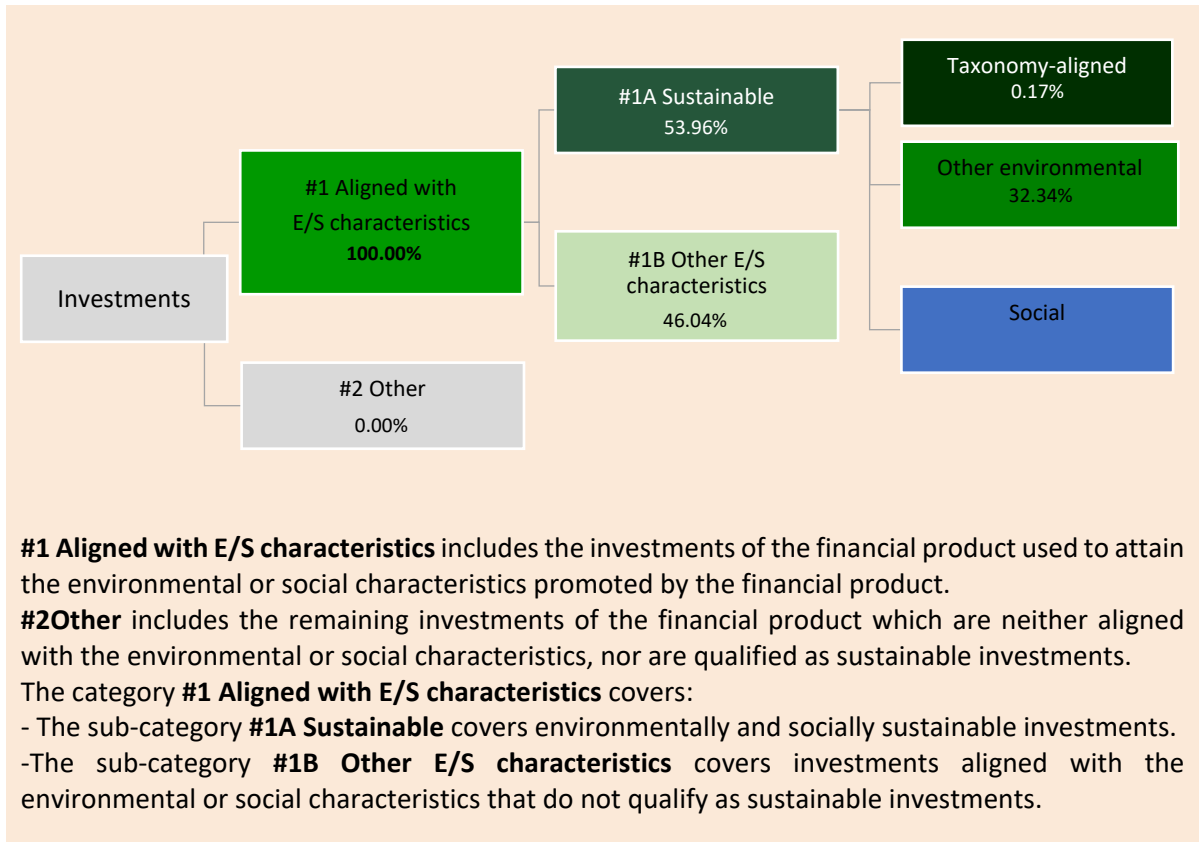 Investments
#1 Aligned with
E/S characteristics
100.00%
#2 Other
0.00%
#1A Sustainable
53.96%
#1B Other E/S
characteristics
46.04%
Taxonomy-aligned
0.17%
Other environmental
32.34%
Social
#1 Aligned with E/S characteristics includes the investments of the financial product used to attain
the environmental or social characteristics promoted by the financial product.
#2Other includes the remaining investments of the financial product which are neither aligned
with the environmental or social characteristics, nor are qualified as sustainable investments.
The category #1 Aligned with E/S characteristics covers:
- The sub-category #1A Sustainable covers environmentally and socially sustainable investments.
-The sub-category #1B Other E/S characteristics covers investments aligned with the
environmental or social characteristics that do not qualify as sustainable investments.